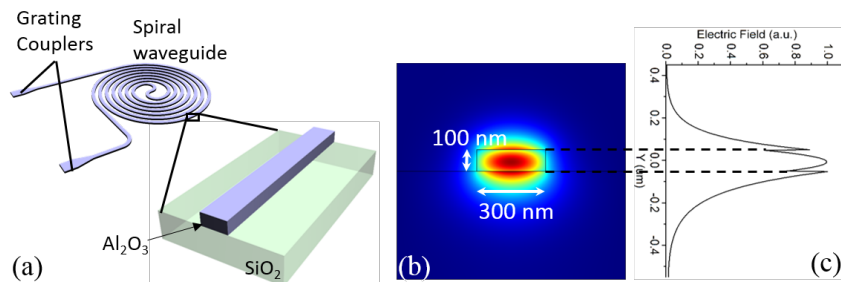 Grating
Couplers
Spiral
waveguide
Al₂O₃
SiO₂
(a)
100 nm
300 nm
(b)
Electric Field (a.u.)
0.0 0.2 0.4 0.6 0.8 1.0
0.4
0.2
0.0
-0.2
-0.4
Y (um)
(c)